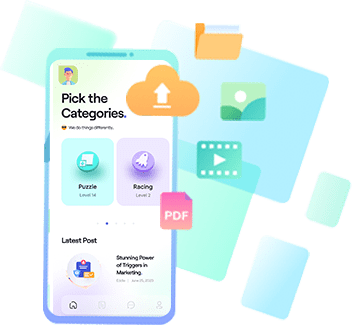 Pick the
Categories.
We do things differently.
Puzzle
Level 14
Racing
Level 2
PDF
Latest Post
Stunning Power
of Triggers in
Marketing.